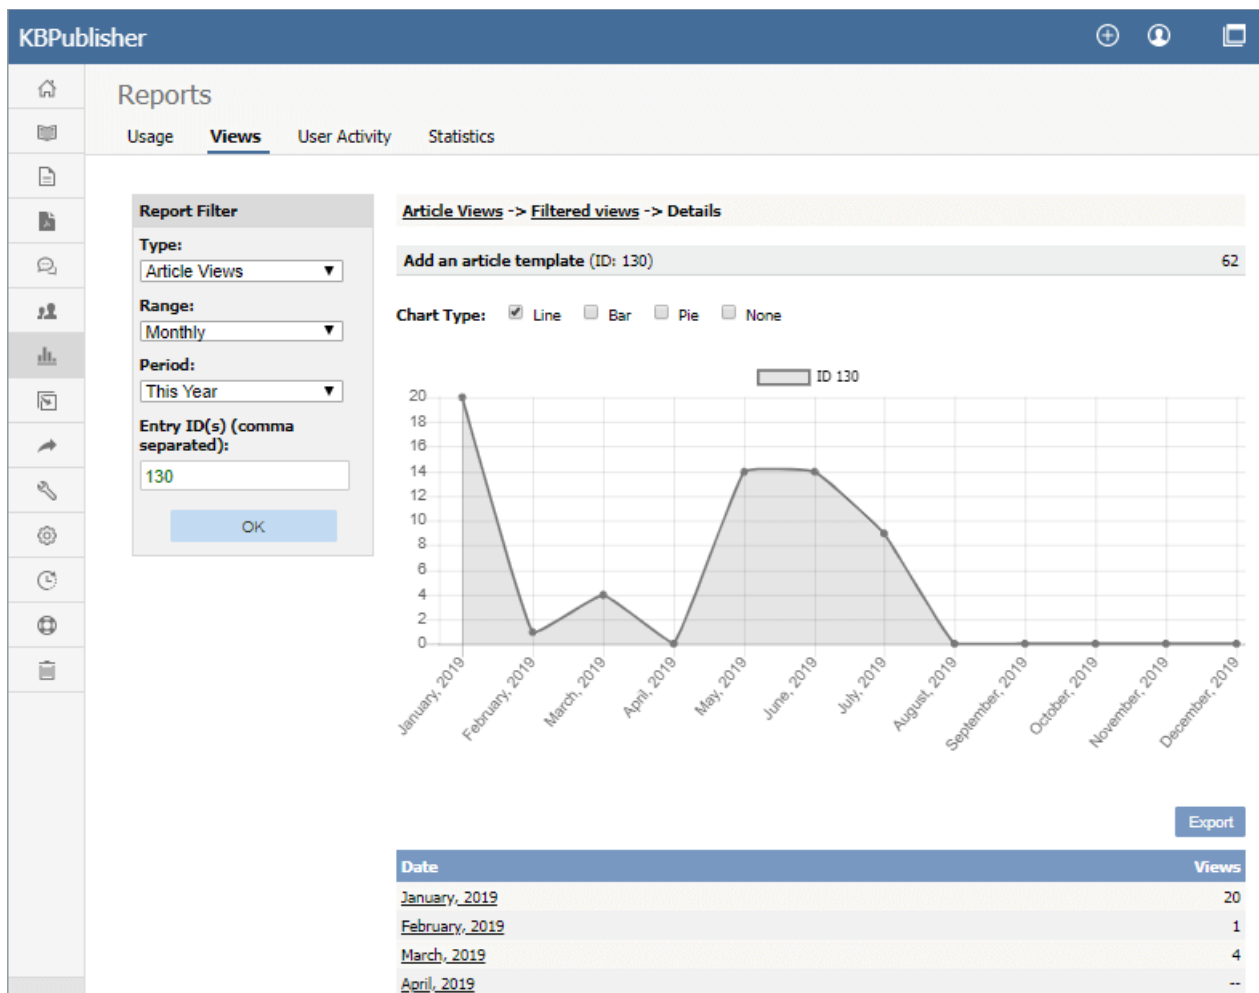 KBPublisher
Reports
Usage Views User Activity Statistics
Report Filter
Type:
Article Views
Range:
Monthly
Period:
This Year
Entry ID(s) (comma
separated):
130
OK
Article Views -> Filtered views -> Details
Add an article template (ID: 130) 62
Chart Type: Line Bar Pie None
ID 130
20
18
16
14
12
10
8
6
4
2
0
January, 2019
February, 2019
March, 2019
April, 2019
May, 2019
June, 2019
July, 2019
August, 2019
September, 2019
October, 2019
November, 2019
December, 2019
Export
Date Views
January, 2019 20
February, 2019 1
March, 2019 4
April, 2019 --